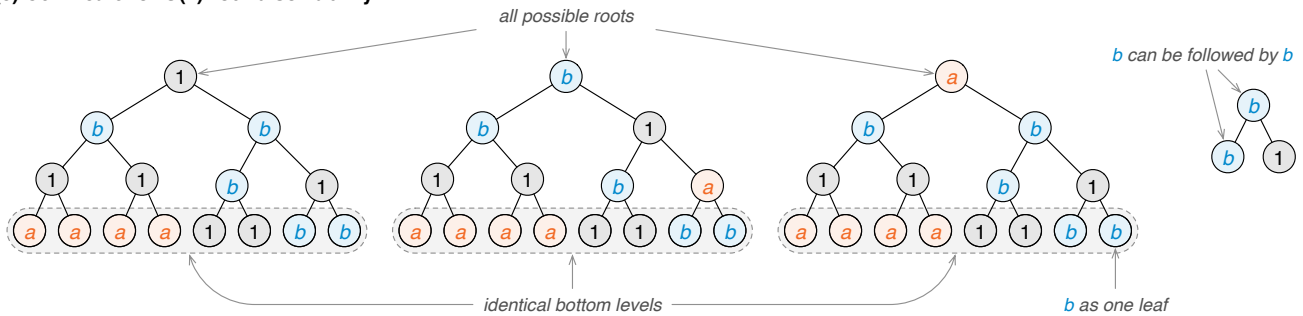 all possible roots
b can be followed by b
1 b a
b b b 1 b b b
1 1 b 1 1 1 b a 1 1 b 1 b 1
a a a a 1 1 b b a a a a 1 1 b b a a a a 1 1 b b
identical bottom levels
b as one leaf